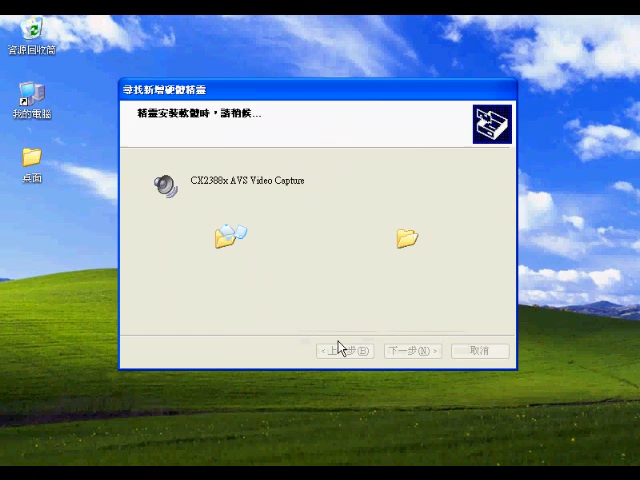 資源回收筒
我的電腦
桌面
尋找新增硬體精靈
精靈安裝軟體時，請稍候...
CX2388x AVS Video Capture
< 上一步(B)
下一步(N) >
取消